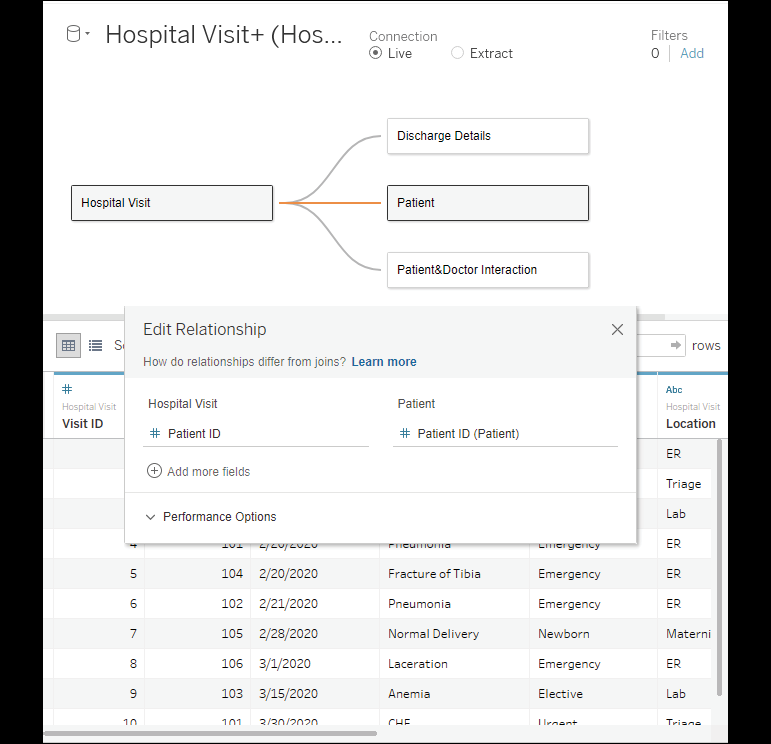 Hospital Visit+ (Hos...
Connection
Live Extract
Filters
0 Add
Discharge Details
Hospital Visit
Patient
Patient&Doctor Interaction
Edit Relationship
How do relationships differ from joins? Learn more
Hospital Visit Patient
# Patient ID # Patient ID (Patient)
Add more fields
Performance Options
rows
# Abc
Hospital Visit Hospital Visit
Visit ID Location
ER
Triage
Lab
4 101 2/20/2020 Pneumonia Emergency ER
5 104 2/20/2020 Fracture of Tibia Emergency ER
6 102 2/21/2020 Pneumonia Emergency ER
7 105 2/28/2020 Normal Delivery Newborn Materni
8 106 3/1/2020 Laceration Emergency ER
9 103 3/15/2020 Anemia Elective Lab
10 101 3/30/2020 CHF Urgent Triage